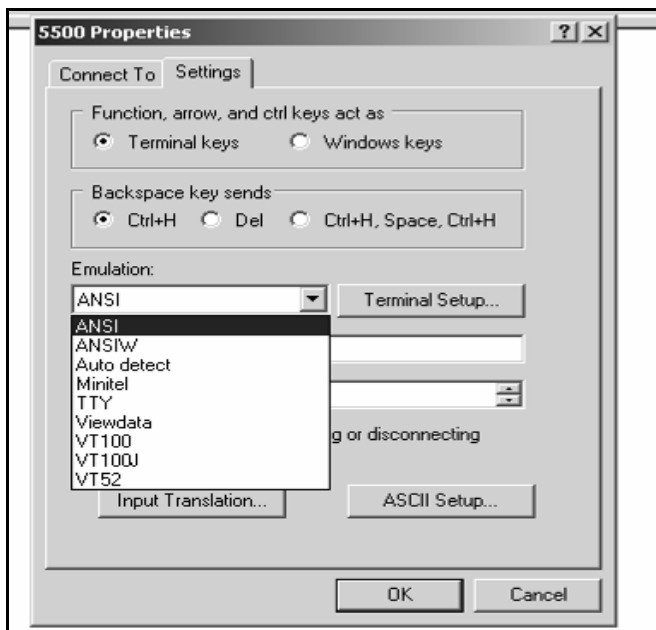 5500 Properties
Connect To Settings
Function, arrow, and ctrl keys act as
Terminal keys Windows keys
Backspace key sends
Ctrl+H Del Ctrl+H, Space, Ctrl+H
Emulation:
ANSI Terminal Setup...
ANSI
ANSIW
Auto detect
Minitel
TTY
Viewdata
VT100
g or disconnecting
VT100J
VT52
Input Translation... ASCII Setup...
OK Cancel